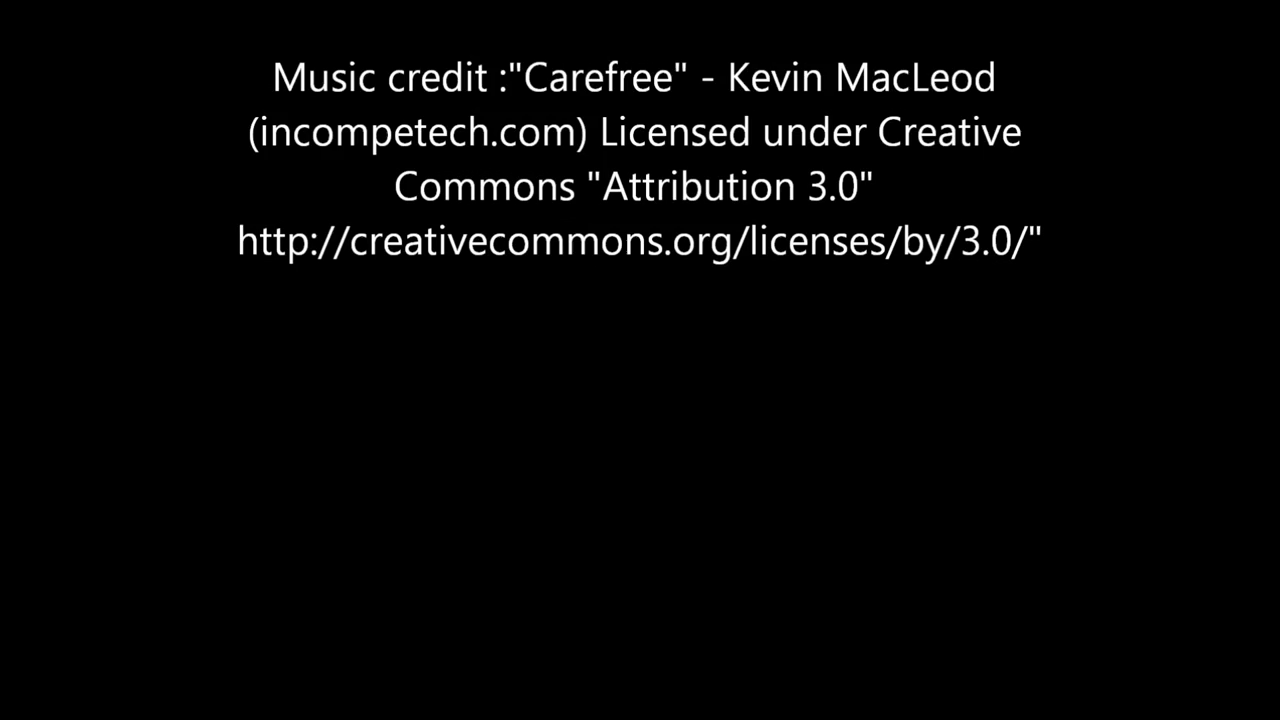 Music credit :"Carefree" - Kevin MacLeod
(incompetech.com) Licensed under Creative
Commons "Attribution 3.0"
http://creativecommons.org/licenses/by/3.0/"